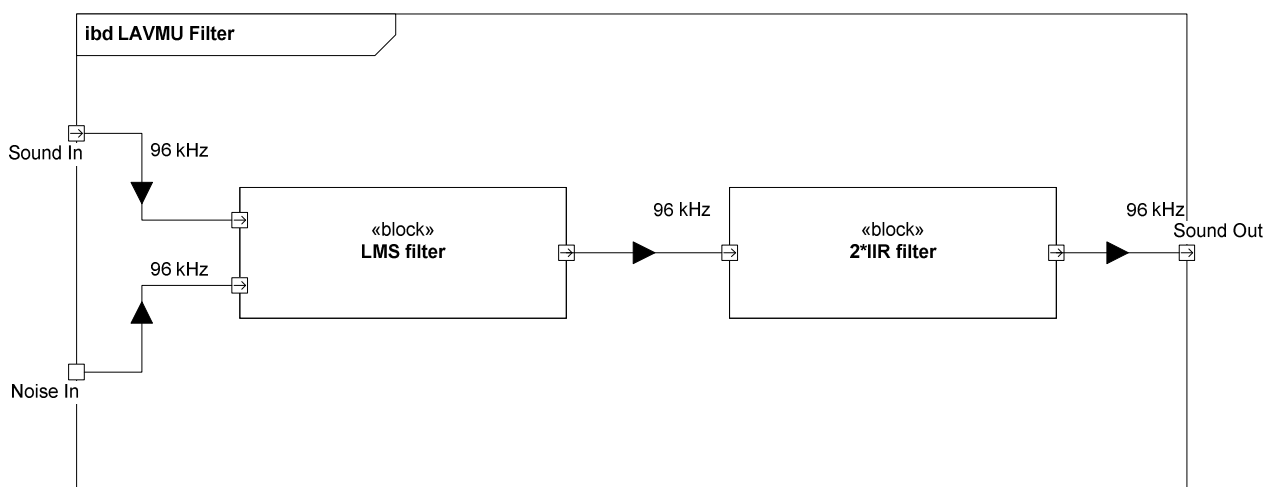 ibd LAVMU Filter
Sound In
96 kHz
96 kHz
Noise In
«block»
LMS filter
96 kHz
«block»
2*IIR filter
96 kHz
Sound Out